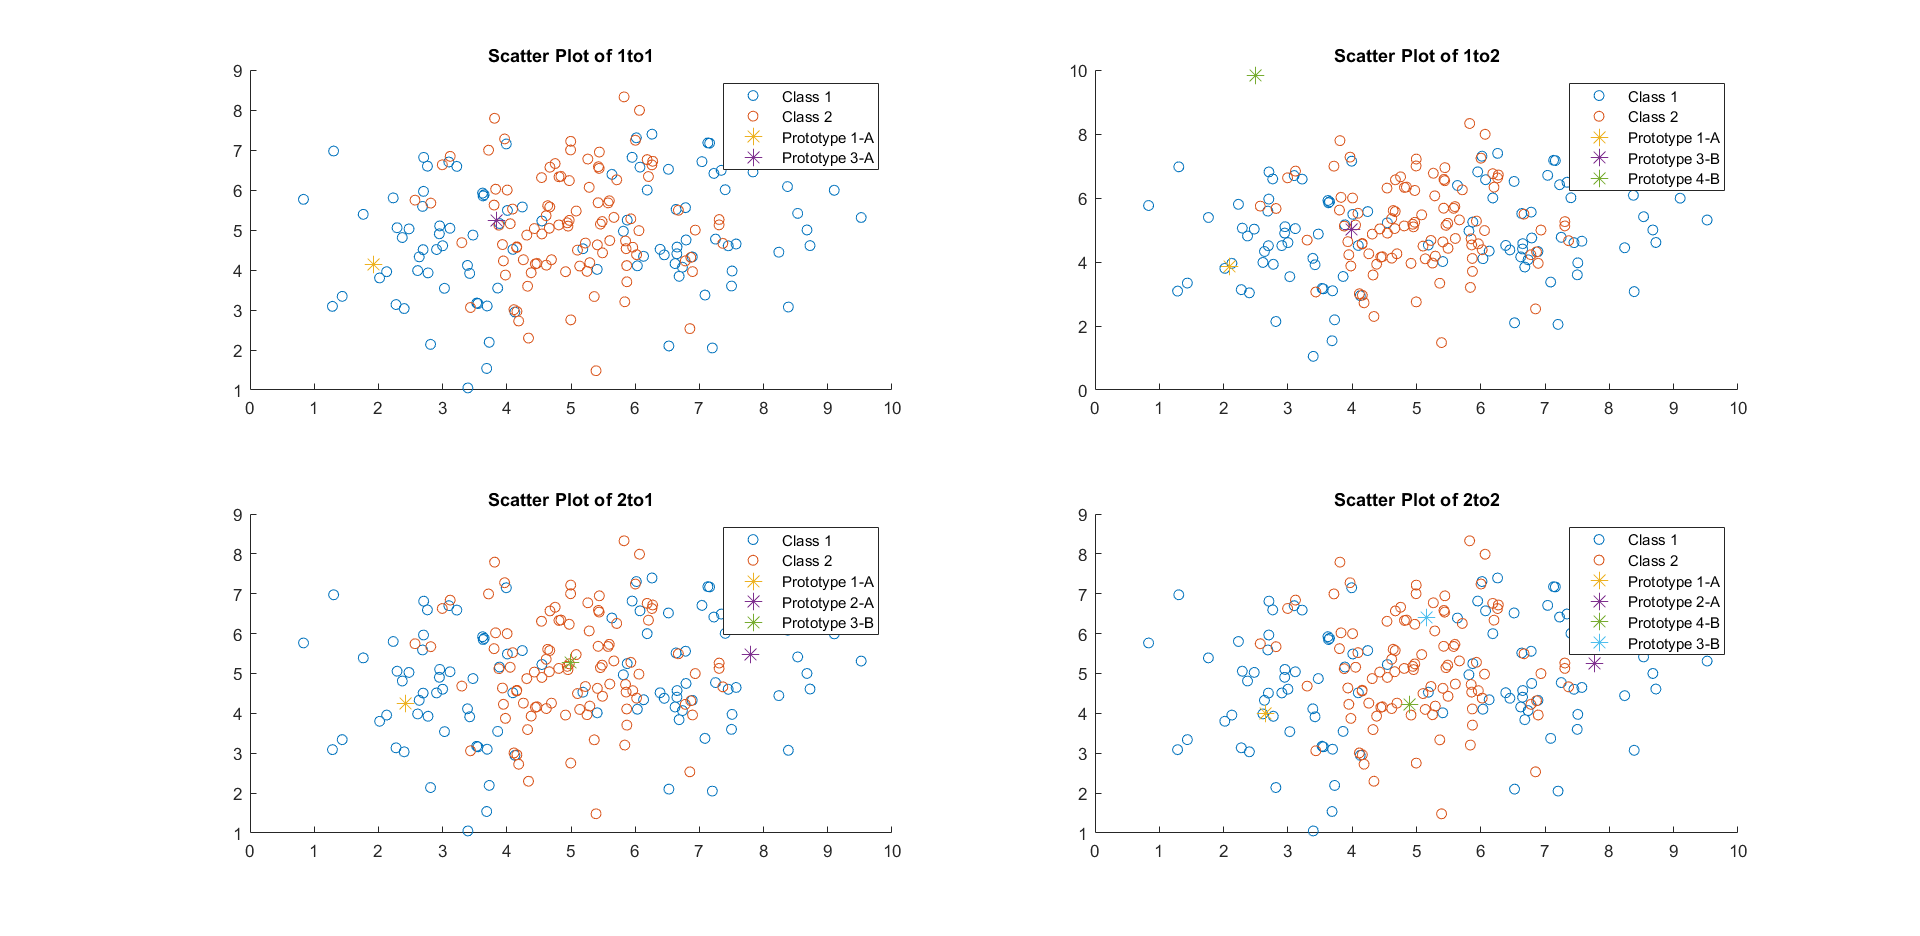 Scatter Plot of 1to1
9
8
7
6
5
4
3
2
1
0 1 2 3 4 5 6 7 8 9 10
Class 1
Class 2
Prototype 1-A
Prototype 3-A
Scatter Plot of 1to2
10
8
6
4
2
0
0 1 2 3 4 5 6 7 8 9 10
Class 1
Class 2
Prototype 1-A
Prototype 3-B
Prototype 4-B
Scatter Plot of 2to1
9
8
7
6
5
4
3
2
1
0 1 2 3 4 5 6 7 8 9 10
Class 1
Class 2
Prototype 1-A
Prototype 2-A
Prototype 3-B
Scatter Plot of 2to2
9
8
7
6
5
4
3
2
1
0 1 2 3 4 5 6 7 8 9 10
Class 1
Class 2
Prototype 1-A
Prototype 2-A
Prototype 4-B
Prototype 3-B